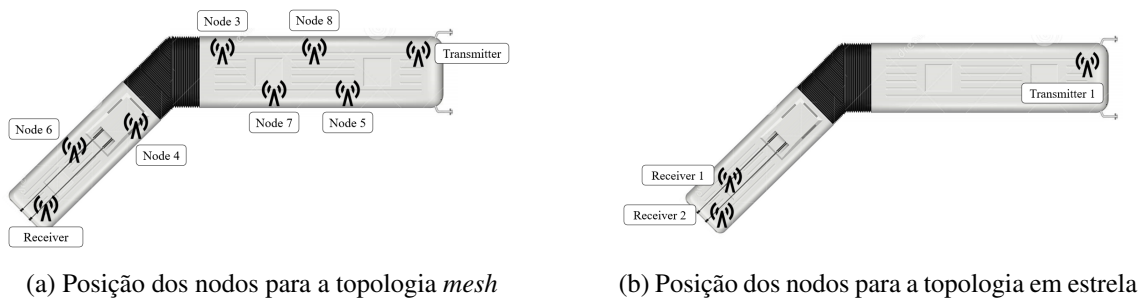 Node 3
Node 8
Transmitter
Node 7
Node 5
Node 6
Node 4
Receiver
(a) Posição dos nodos para a topologia mesh
Transmitter 1
Receiver 1
Receiver 2
(b) Posição dos nodos para a topologia em estrela